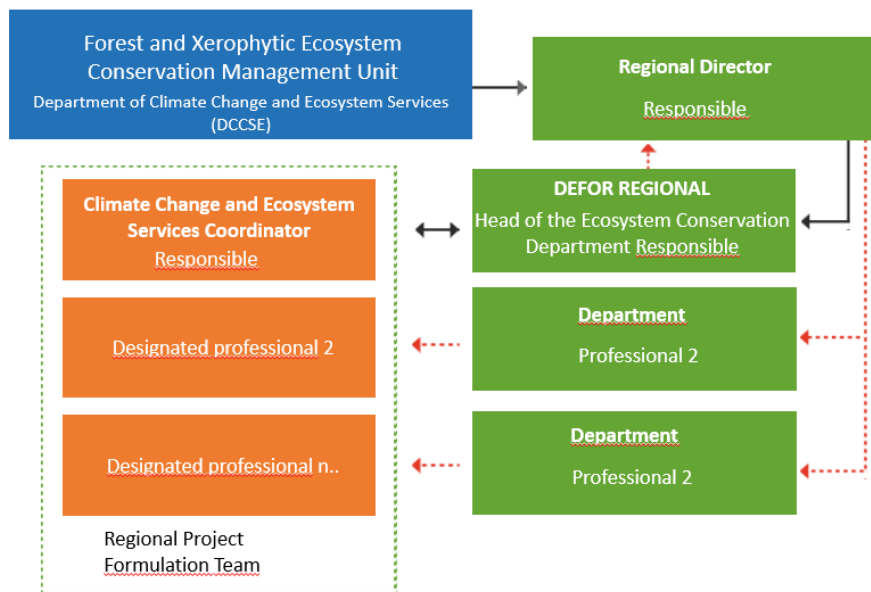 Forest and Xerophytic Ecosystem
Conservation Management Unit
Department of Climate Change and Ecosystem Services
(DCCSE)
Regional Director
Responsible
Climate Change and Ecosystem
Services Coordinator
Responsible
DEFOR REGIONAL
Head of the Ecosystem Conservation
Department Responsible
Designated professional 2
Department
Professional 2
Designated professional n..
Department
Professional 2
Regional Project
Formulation Team